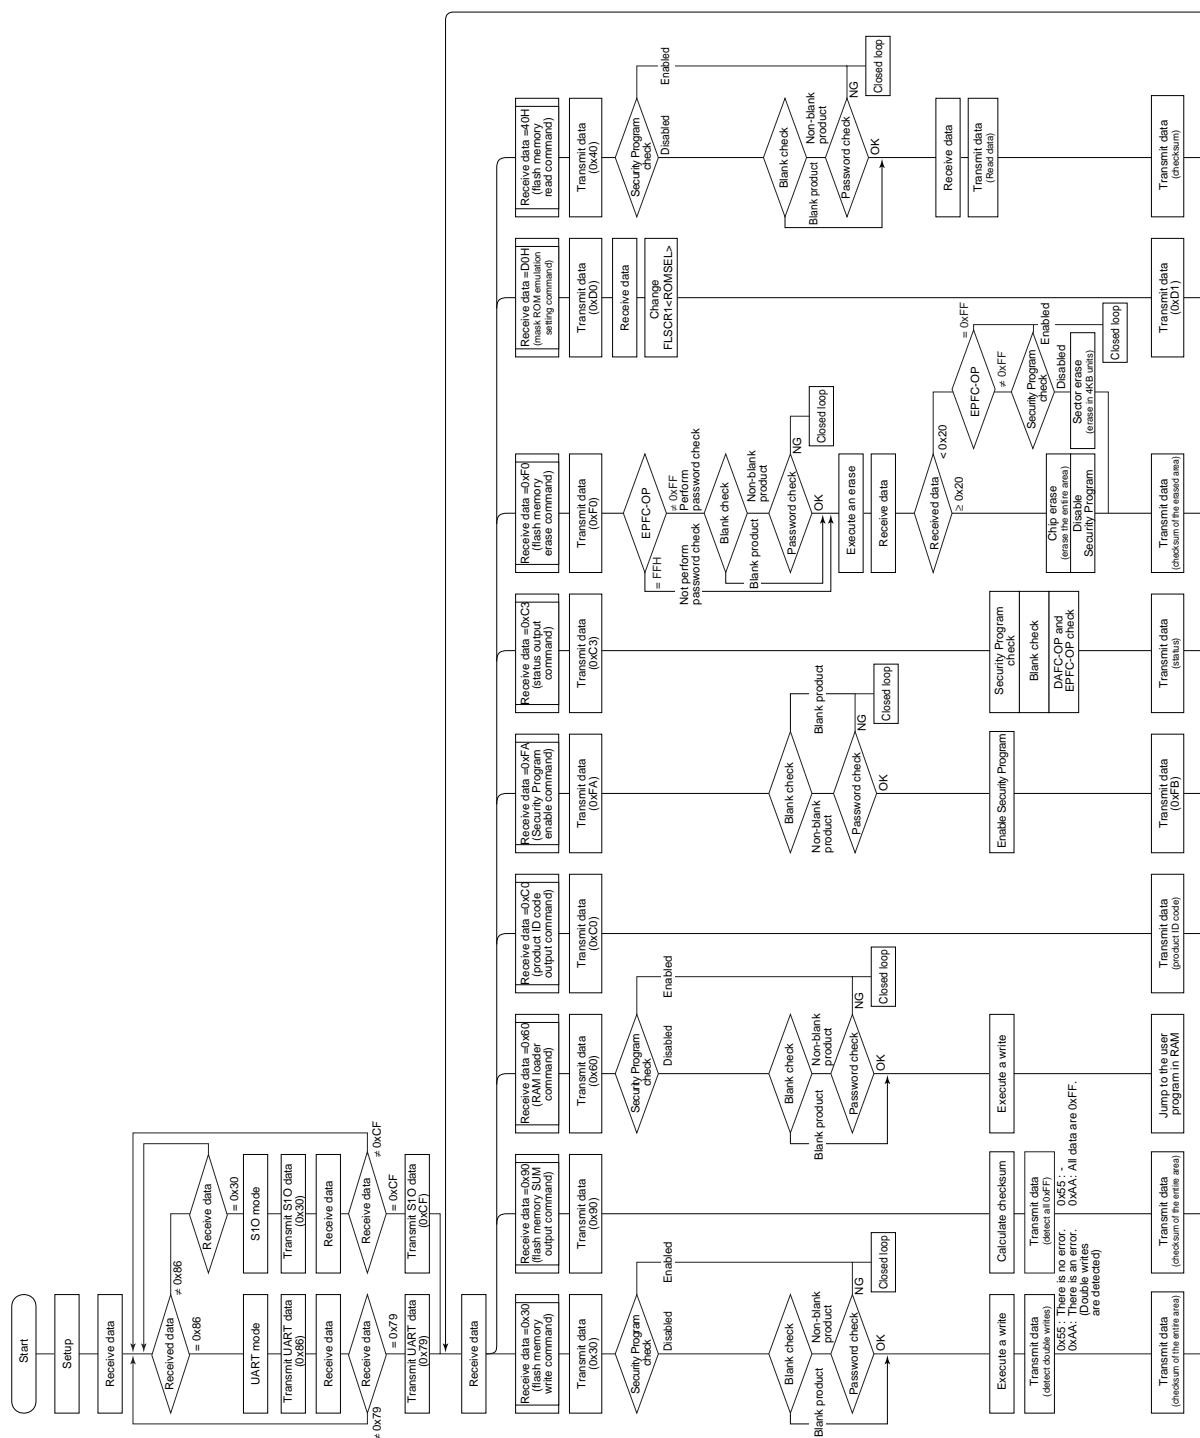 Start
Setup
Receive data
Received data
≠ 0x86
= 0x86
UART mode
Transmit UART data
(0x86)
Receive data
Receive data
≠ 0x79
= 0x79
Transmit UART data
(0x79)
Receive data
= 0x30
S1O mode
Transmit S1O data
(0x30)
Receive data
Receive data
≠ 0xCF
= 0xCF
Transmit S1O data
(0xCF)
Receive data
Receive data =0x30
(flash memory
write command)
Transmit data
(0x30)
Security Program
check
Enabled
Disabled
Blank check
Blank product
Non-blank
product
Password check
NG
OK
Closed loop
Execute a write
Transmit data
(detect double writes)
0x55 : There is no error.
0xAA: There is an error.
(Double writes
are detected)
Transmit data
(checksum of the entire area)
Receive data =0x90
(flash memory SUM
output command)
Transmit data
(0x90)
Calculate checksum
Transmit data
(detect all 0xFF)
0x55 : -
0xAA: All data are 0xFF.
Transmit data
(checksum of the entire area)
Receive data =0x60
(RAM loader
command)
Transmit data
(0x60)
Security Program
check
Enabled
Disabled
Blank check
Blank product
Non-blank
product
Password check
NG
OK
Closed loop
Execute a write
Jump to the user
program in RAM
Receive data =0xC0
(product ID code
output command)
Transmit data
(0xC0)
Transmit data
(product ID code)
Receive data =0xFA
(Security Program
enable command)
Transmit data
(0xFA)
Blank check
Blank product
Non-blank
product
Password check
NG
OK
Closed loop
Enable Security Program
Transmit data
(0xFB)
Receive data =0xC3
(status output
command)
Transmit data
(0xC3)
Security Program
check
Blank check
DAFC-OP and
EPFC-OP check
Transmit data
(status)
Receive data =0xF0
(flash memory
erase command)
Transmit data
(0xF0)
EPFC-OP
= FFH
Not perform
password check
≠ 0xFF
Perform
password check
Blank check
Blank product
Non-blank
product
Password check
NG
OK
Closed loop
Execute an erase
Receive data
Received data
< 0x20
≥ 0x20
EPFC-OP
= 0xFF
≠ 0xFF
Security Program
check
Enabled
Disabled
Closed loop
Sector erase
(erase in 4KB units)
Chip erase
(erase the entire area)
Disable
Security Program
Transmit data
(checksum of the erased area)
Receive data =D0H
(mask ROM emulation
setting command)
Transmit data
(0xD0)
Receive data
Change
FLSCR1<ROMSEL>
Transmit data
(0xD1)
Receive data =40H
(flash memory
read command)
Transmit data
(0x40)
Security Program
check
Enabled
Disabled
Blank check
Blank product
Non-blank
product
Password check
NG
OK
Closed loop
Receive data
Transmit data
(Read data)
Transmit data
(checksum)